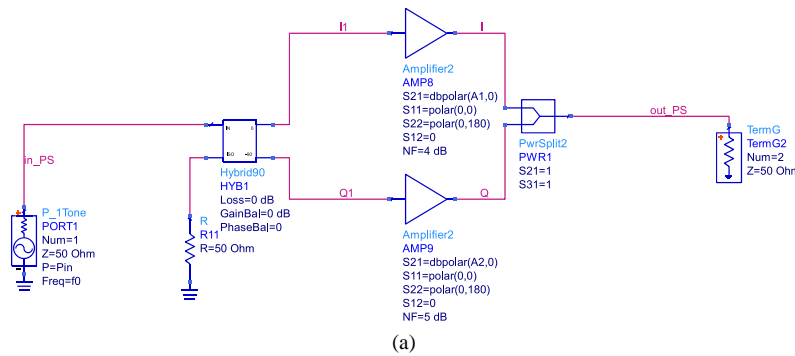 I1
I
Amplifier2
AMP8
S21=dbpolar(A1,0)
S11=polar(0,0)
S22=polar(0,180)
S12=0
NF=4 dB
out_PS
IN
0
ISO
-90
PwrSplit2
PWR1
S21=1
S31=1
+
TermG
TermG2
Num=2
Z=50 Ohm
in_PS
Hybrid90
HYB1
Loss=0 dB
GainBal=0 dB
PhaseBal=0
Q1
Q
+
P_1Tone
PORT1
Num=1
Z=50 Ohm
P=Pin
Freq=f0
R
R11
R=50 Ohm
Amplifier2
AMP9
S21=dbpolar(A2,0)
S11=polar(0,0)
S22=polar(0,180)
S12=0
NF=5 dB
(a)